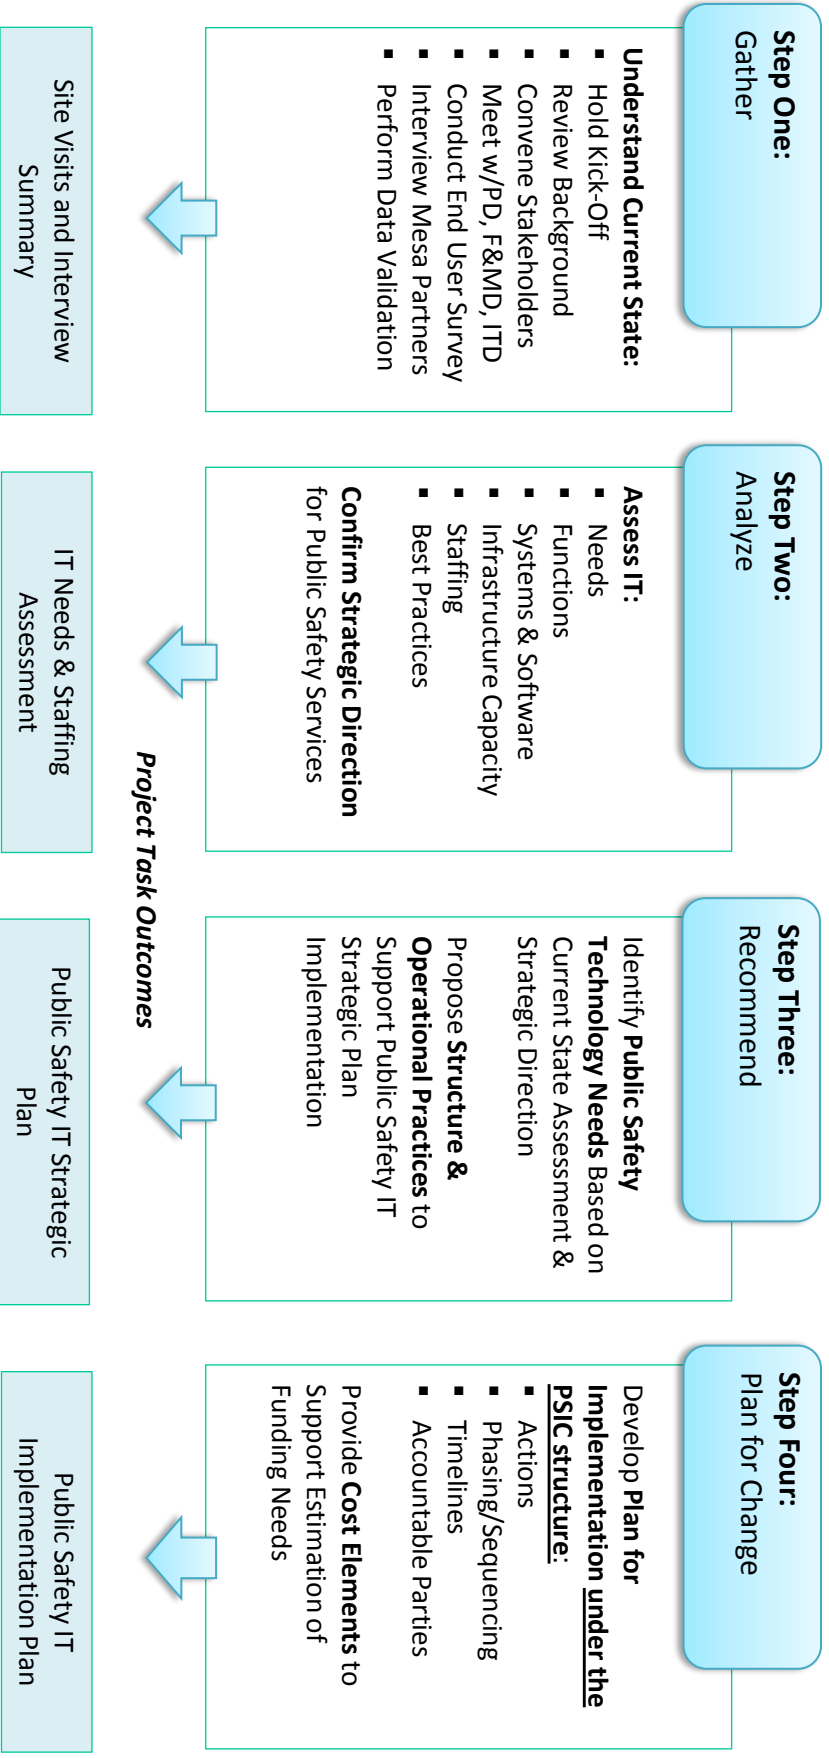 Step One:
Gather
Understand Current State:
▪ Hold Kick-Off
▪ Review Background
▪ Convene Stakeholders
▪ Meet w/PD, F&MD, ITD
▪ Conduct End User Survey
▪ Interview Mesa Partners
▪ Perform Data Validation
Site Visits and Interview
Summary
Step Two:
Analyze
Assess IT:
▪ Needs
▪ Functions
▪ Systems & Software
▪ Infrastructure Capacity
▪ Staffing
▪ Best Practices
Confirm Strategic Direction
for Public Safety Services
IT Needs & Staffing
Assessment
Step Three:
Recommend
Identify Public Safety
Technology Needs Based on
Current State Assessment &
Strategic Direction
Propose Structure &
Operational Practices to
Support Public Safety IT
Strategic Plan
Implementation
Public Safety IT Strategic
Plan
Step Four:
Plan for Change
Develop Plan for
Implementation under the
PSIC structure:
▪ Actions
▪ Phasing/Sequencing
▪ Timelines
▪ Accountable Parties
Provide Cost Elements to
Support Estimation of
Funding Needs
Public Safety IT
Implementation Plan
Project Task Outcomes